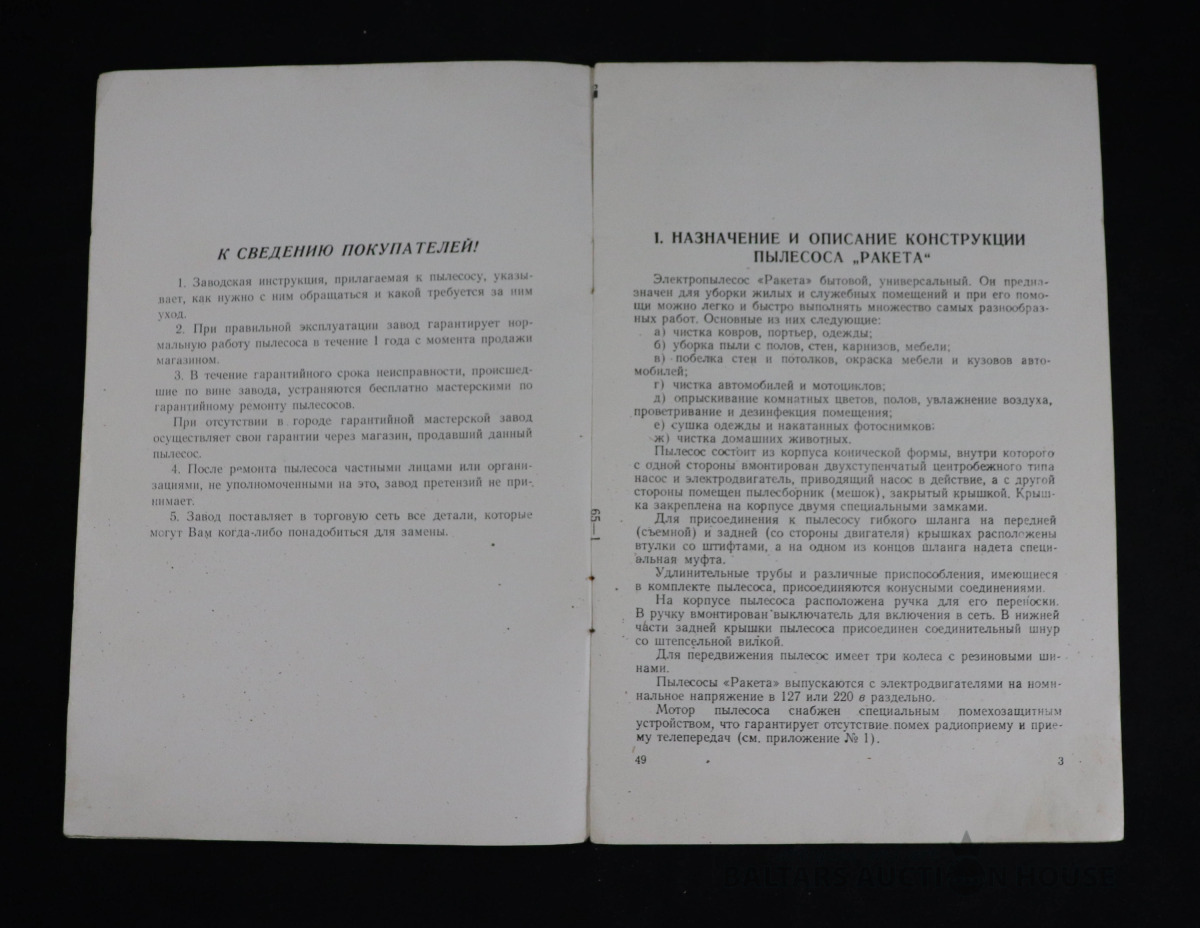 К СВЕДЕНИЮ ПОКУПАТЕЛЕЙ!
1. Заводская инструкция, прилагаемая к пылесосу, указы-
вает, как нужно с ним обращаться и какой требуется за ним
уход.
2. При правильной эксплуатации завод гарантирует нор-
мальную работу пылесоса в течение 1 года с момента продажи
магазином.
3. В течение гарантийного срока неисправности, происшед-
шие по вине завода, устраняются бесплатно мастерскими по
гарантийному ремонту пылесосов.
При отсутствии в городе гарантийной мастерской завод
осуществляет свои гарантии через магазин, продавший данный
пылесос.
4. После ремонта пылесоса частными лицами или органи-
зациями, не уполномоченными на это, завод претензий не при-
нимает.
5. Завод поставляет в торговую сеть все детали, которые
могут Вам когда-либо понадобиться для замены.
65—1
1. НАЗНАЧЕНИЕ И ОПИСАНИЕ КОНСТРУКЦИИ
ПЫЛЕСОСА „РАКЕТА“
Электропылесос «Ракета» бытовой, универсальный. Он предна-
значен для уборки жилых и служебных помещений и при его помо-
щи можно легко и быстро выполнять множество самых разнообраз-
ных работ. Основные из них следующие:
а) чистка ковров, портьер, одежды;
б) уборка пыли с полов, стен, карнизов, мебели;
в) побелка стен и потолков, окраска мебели и кузовов авто-
мобилей;
г) чистка автомобилей и мотоциклов;
д) опрыскивание комнатных цветов, полов, увлажнение воздуха,
проветривание и дезинфекция помещения;
е) сушка одежды и накатанных фотоснимков;
ж) чистка домашних животных.
Пылесос состоит из корпуса конической формы, внутри которого
с одной стороны вмонтирован двухступенчатый центробежного типа
насос и электродвигатель, приводящий насос в действие, а с другой
стороны помещен пылесборник (мешок), закрытый крышкой. Крыш-
ка закреплена на корпусе двумя специальными замками.
Для присоединения к пылесосу гибкого шланга на передней
(съемной) и задней (со стороны двигателя) крышках расположены
втулки со штифтами, а на одном из концов шланга надета специ-
альная муфта.
Удлинительные трубы и различные приспособления, имеющиеся
в комплекте пылесоса, присоединяются конусными соединениями.
На корпусе пылесоса расположена ручка для его переноски.
В ручку вмонтирован выключатель для включения в сеть. В нижней
части задней крышки пылесоса присоединен соединительный шнур
со штепсельной вилкой.
Для передвижения пылесос имеет три колеса с резиновыми ши-
нами.
Пылесосы «Ракета» выпускаются с электродвигателями на номи-
нальное напряжение в 127 или 220 в раздельно.
Мотор пылесоса снабжен специальным помехозащитным
устройством, что гарантирует отсутствие помех радиоприему и прие-
му телепередач (см. приложение № 1).
49
3
BALTARS AUCTION HOUSE